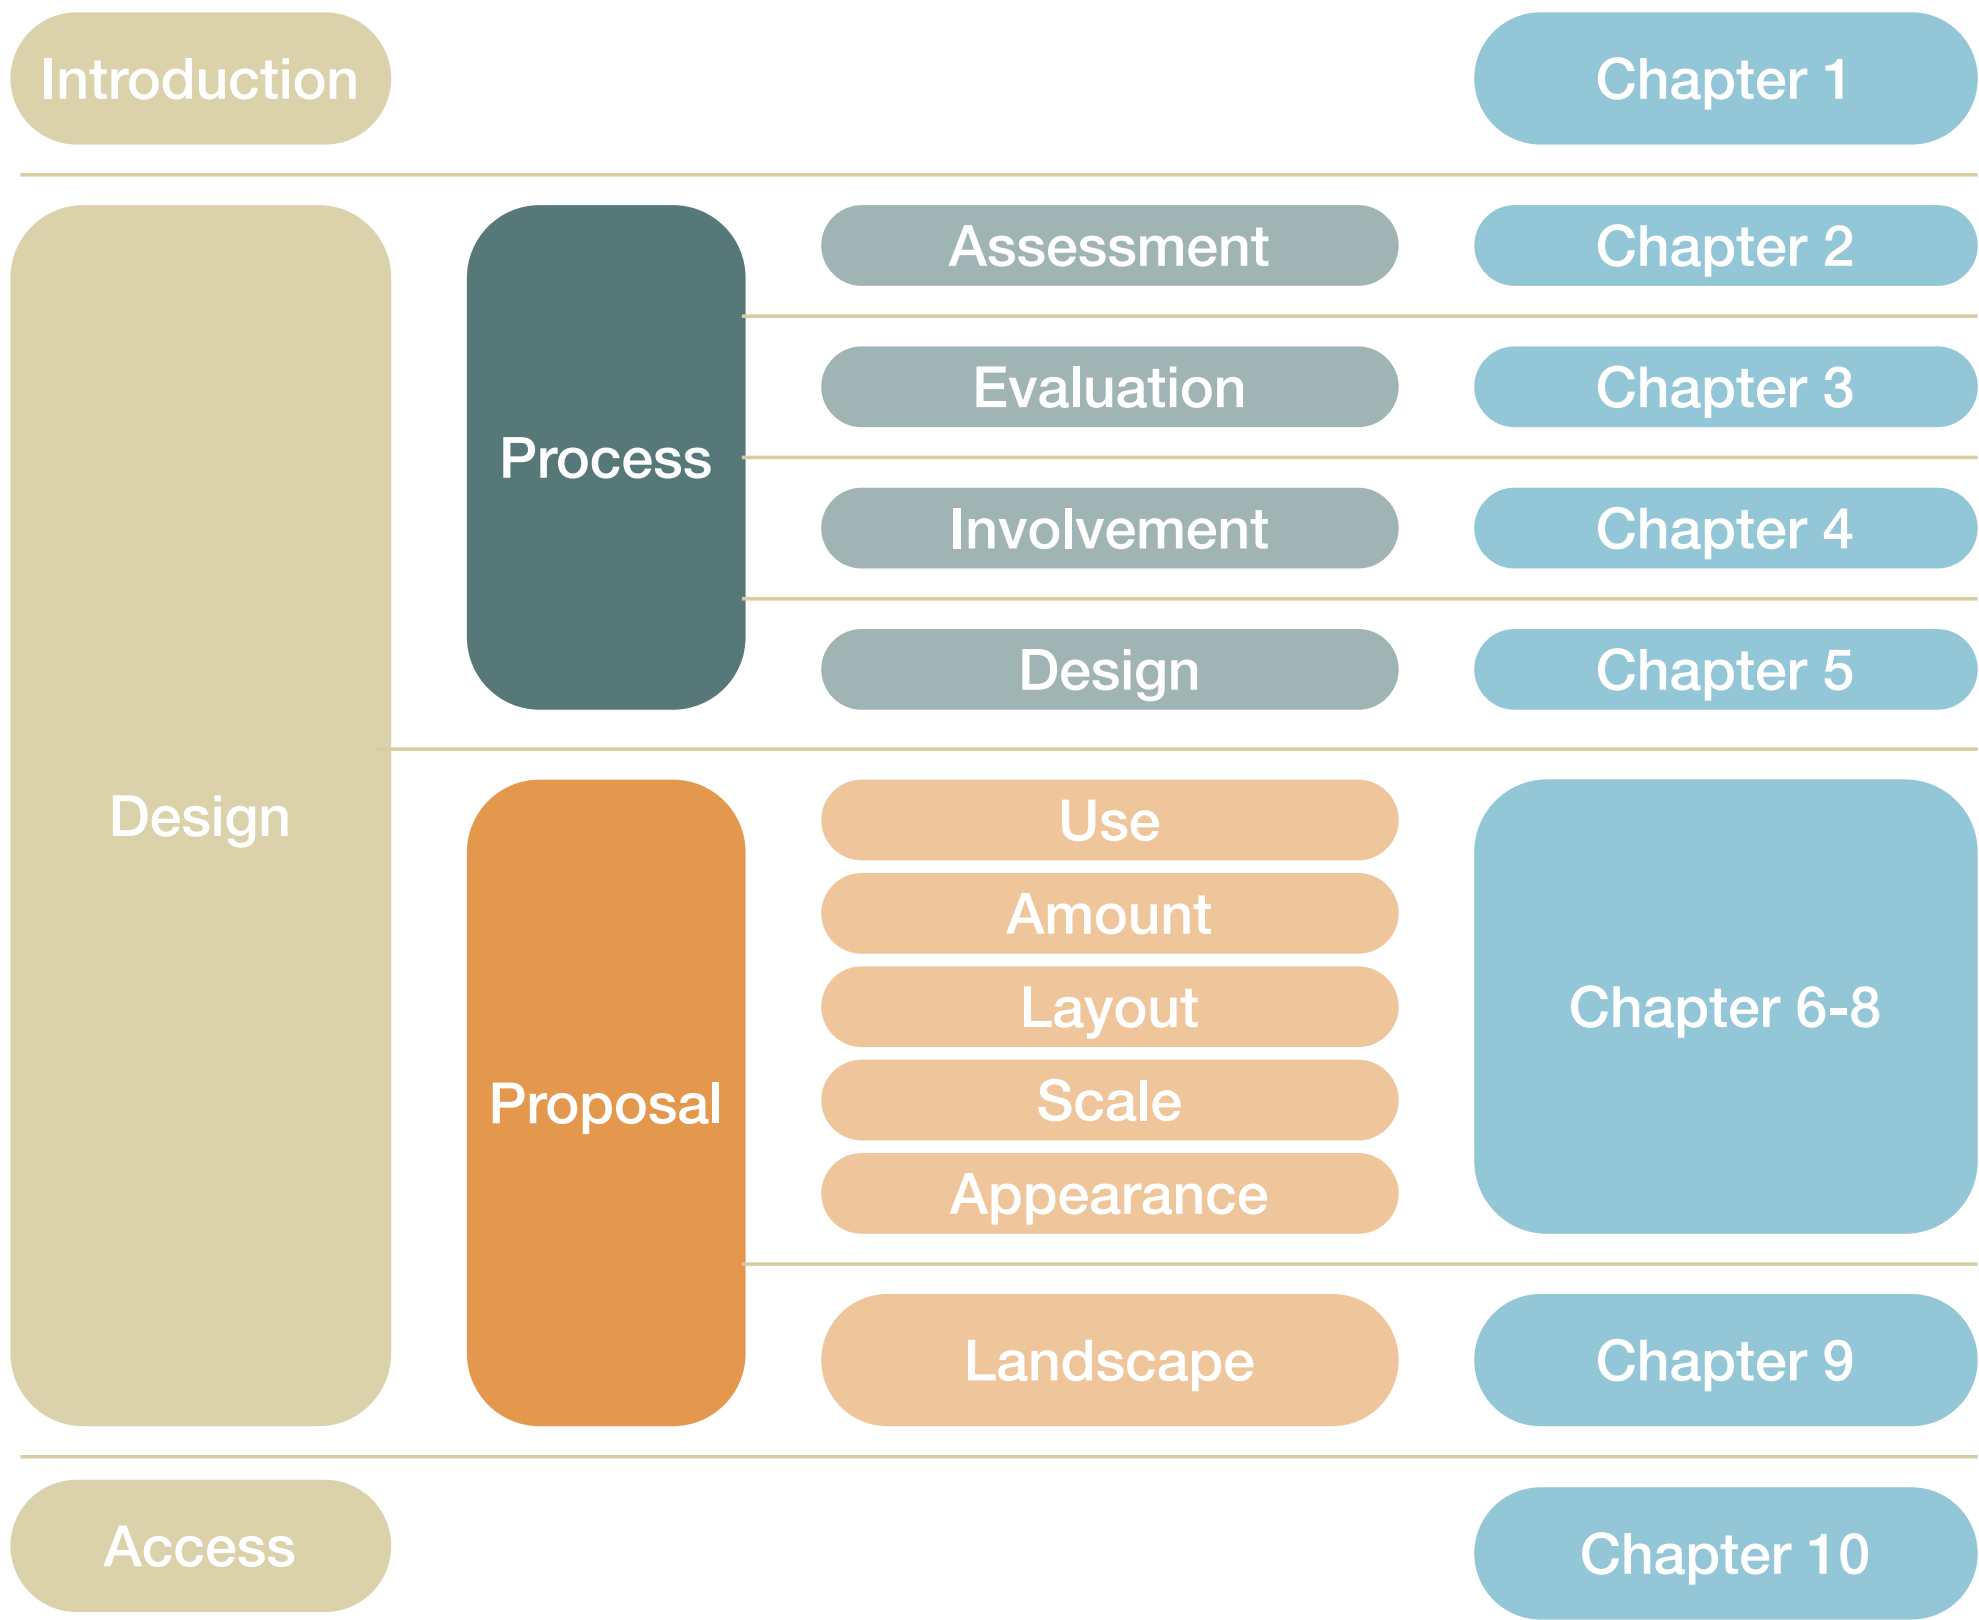 Introduction
Chapter 1
Design
Process
Assessment
Chapter 2
Evaluation
Chapter 3
Involvement
Chapter 4
Design
Chapter 5
Proposal
Use
Amount
Layout
Scale
Appearance
Chapter 6-8
Landscape
Chapter 9
Access
Chapter 10